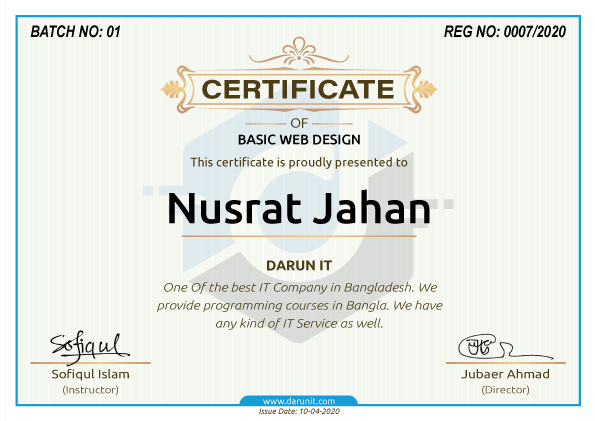 BATCH NO: 01
REG NO: 0007/2020
CERTIFICATE
OF
BASIC WEB DESIGN
This certificate is proudly presented to
Nusrat Jahan
DARUN IT
One Of the best IT Company in Bangladesh. We
provide programming courses in Bangla. We have
any kind of IT Service as well.
Sofiqul
Sofiqul Islam
(Instructor)
Jubaer Ahmad
(Director)
www.darunit.com
Issue Date: 10-04-2020